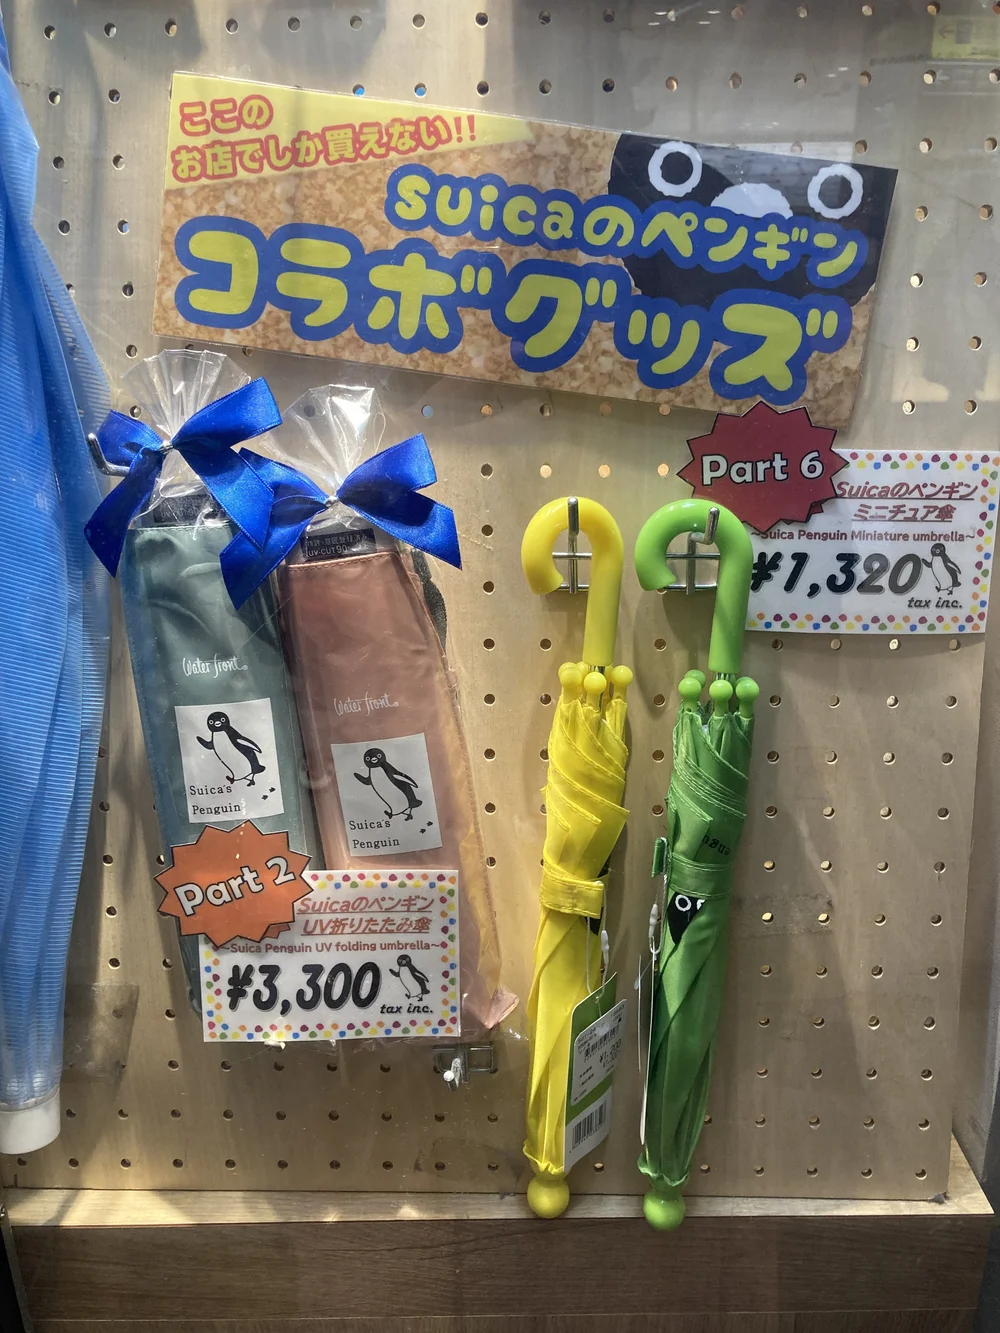 ここの
お店でしか買えない!!
suicaのペンギン
コラボグッズ
Part 6
Suicaのペンギン
ミニチュア傘
~Suica Penguin Miniature umbrella~
¥1,320
tax inc.
UV-CUT90
Water front
Suica's
Penguin
Water front
Suica's
Penguin
Part 2
Suicaのペンギン
UV折りたたみ傘
~Suica Penguin UV folding umbrella~
¥3,300
tax inc.